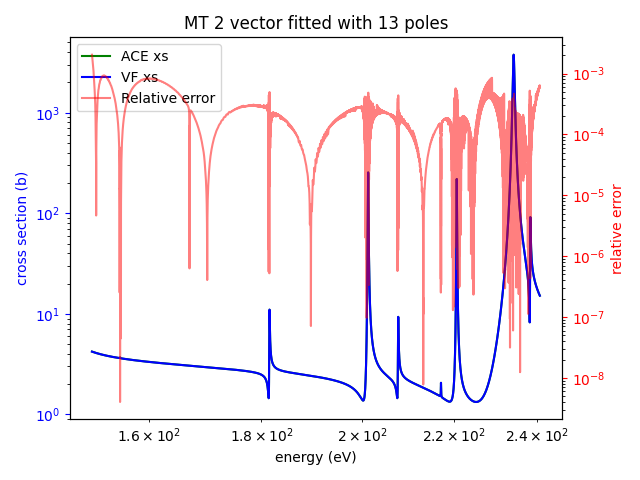 MT 2 vector fitted with 13 poles
ACE xs
VF xs
Relative error
cross section (b)
10³
10²
10¹
10⁰
relative error
10⁻³
10⁻⁴
10⁻⁵
10⁻⁶
10⁻⁷
10⁻⁸
1.6 × 10² 1.8 × 10² 2 × 10² 2.2 × 10² 2.4 × 10²
energy (eV)